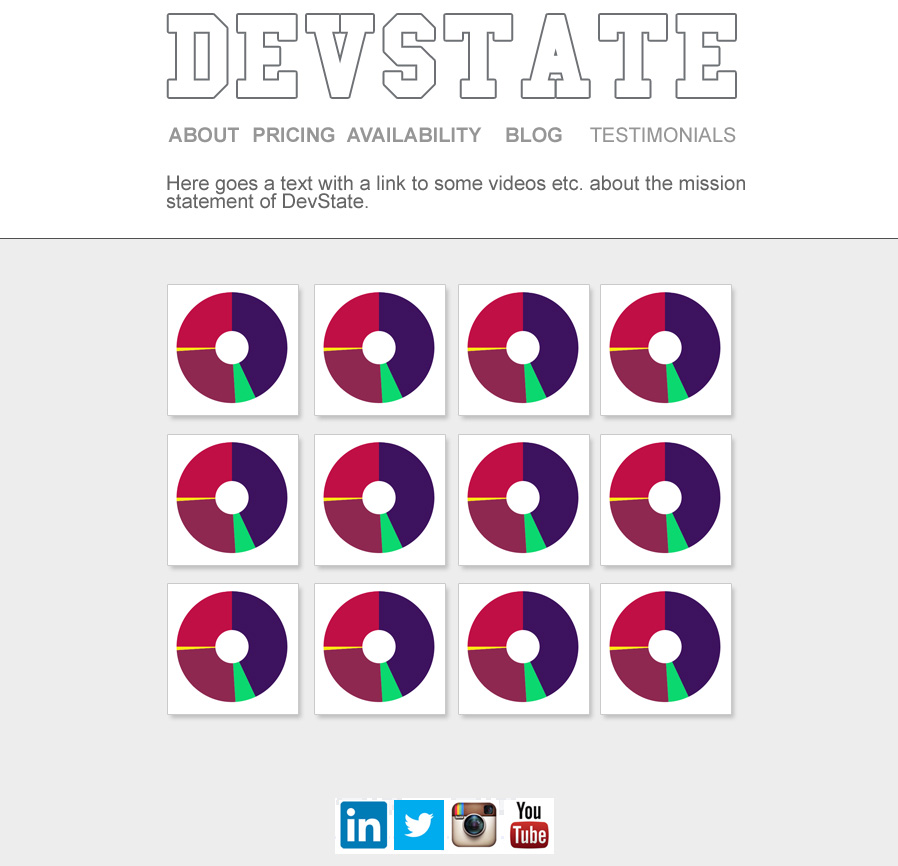 DEVSTATE
ABOUT PRICING AVAILABILITY BLOG TESTIMONIALS
Here goes a text with a link to some videos etc. about the mission
statement of DevState.
in
You
Tube